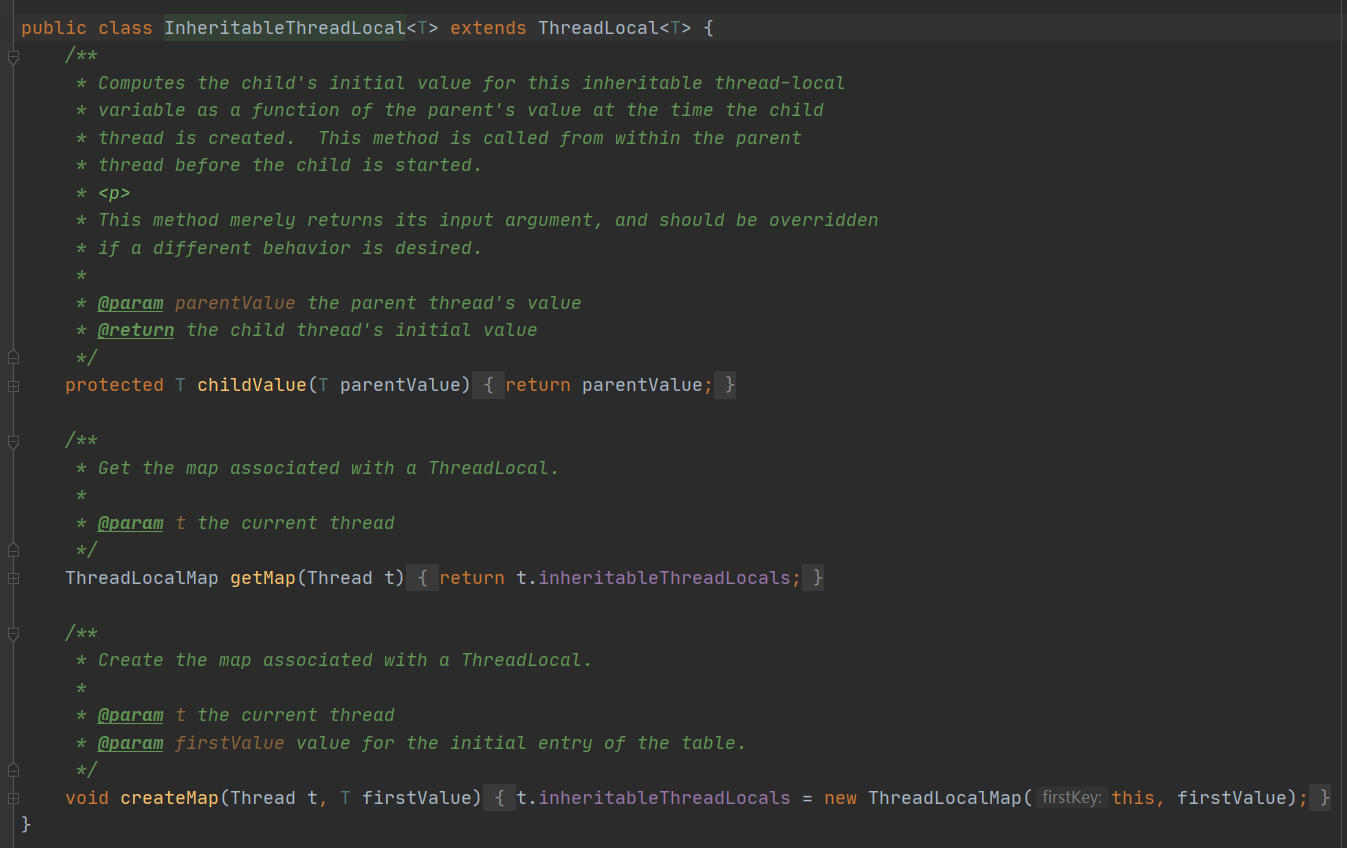 public class InheritableThreadLocal<T> extends ThreadLocal<T> {
/**
* Computes the child's initial value for this inheritable thread-local
* variable as a function of the parent's value at the time the child
* thread is created.  This method is called from within the parent
* thread before the child is started.
* <p>
* This method merely returns its input argument, and should be overridden
* if a different behavior is desired.
*
* @param parentValue the parent thread's value
* @return the child thread's initial value
*/
protected T childValue(T parentValue) { return parentValue; }
/**
* Get the map associated with a ThreadLocal.
*
* @param t the current thread
*/
ThreadLocalMap getMap(Thread t) { return t.inheritableThreadLocals; }
/**
* Create the map associated with a ThreadLocal.
*
* @param t the current thread
* @param firstValue value for the initial entry of the table.
*/
void createMap(Thread t, T firstValue) { t.inheritableThreadLocals = new ThreadLocalMap( firstKey: this, firstValue); }
}